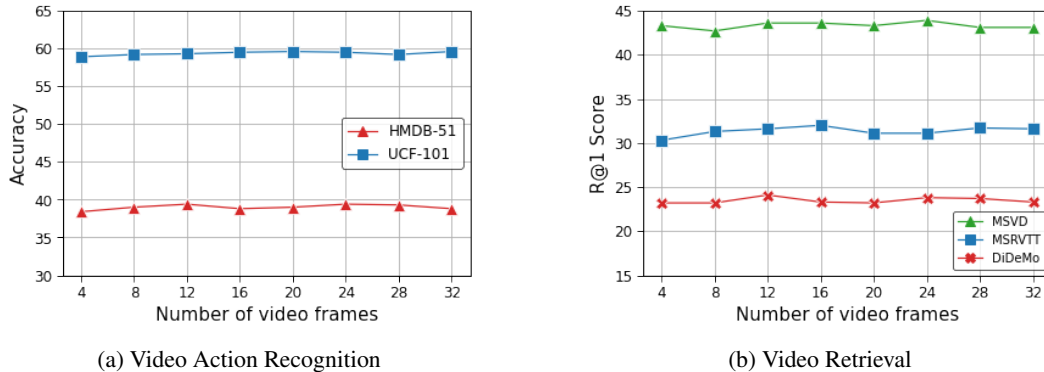 65
60
55
50
45
40
35
30
Accuracy
HMDB-51
UCF-101
4 8 12 16 20 24 28 32
Number of video frames
(a) Video Action Recognition
45
40
35
30
25
20
15
R@1 Score
MSVD
MSRVTT
DiDeMo
4 8 12 16 20 24 28 32
Number of video frames
(b) Video Retrieval